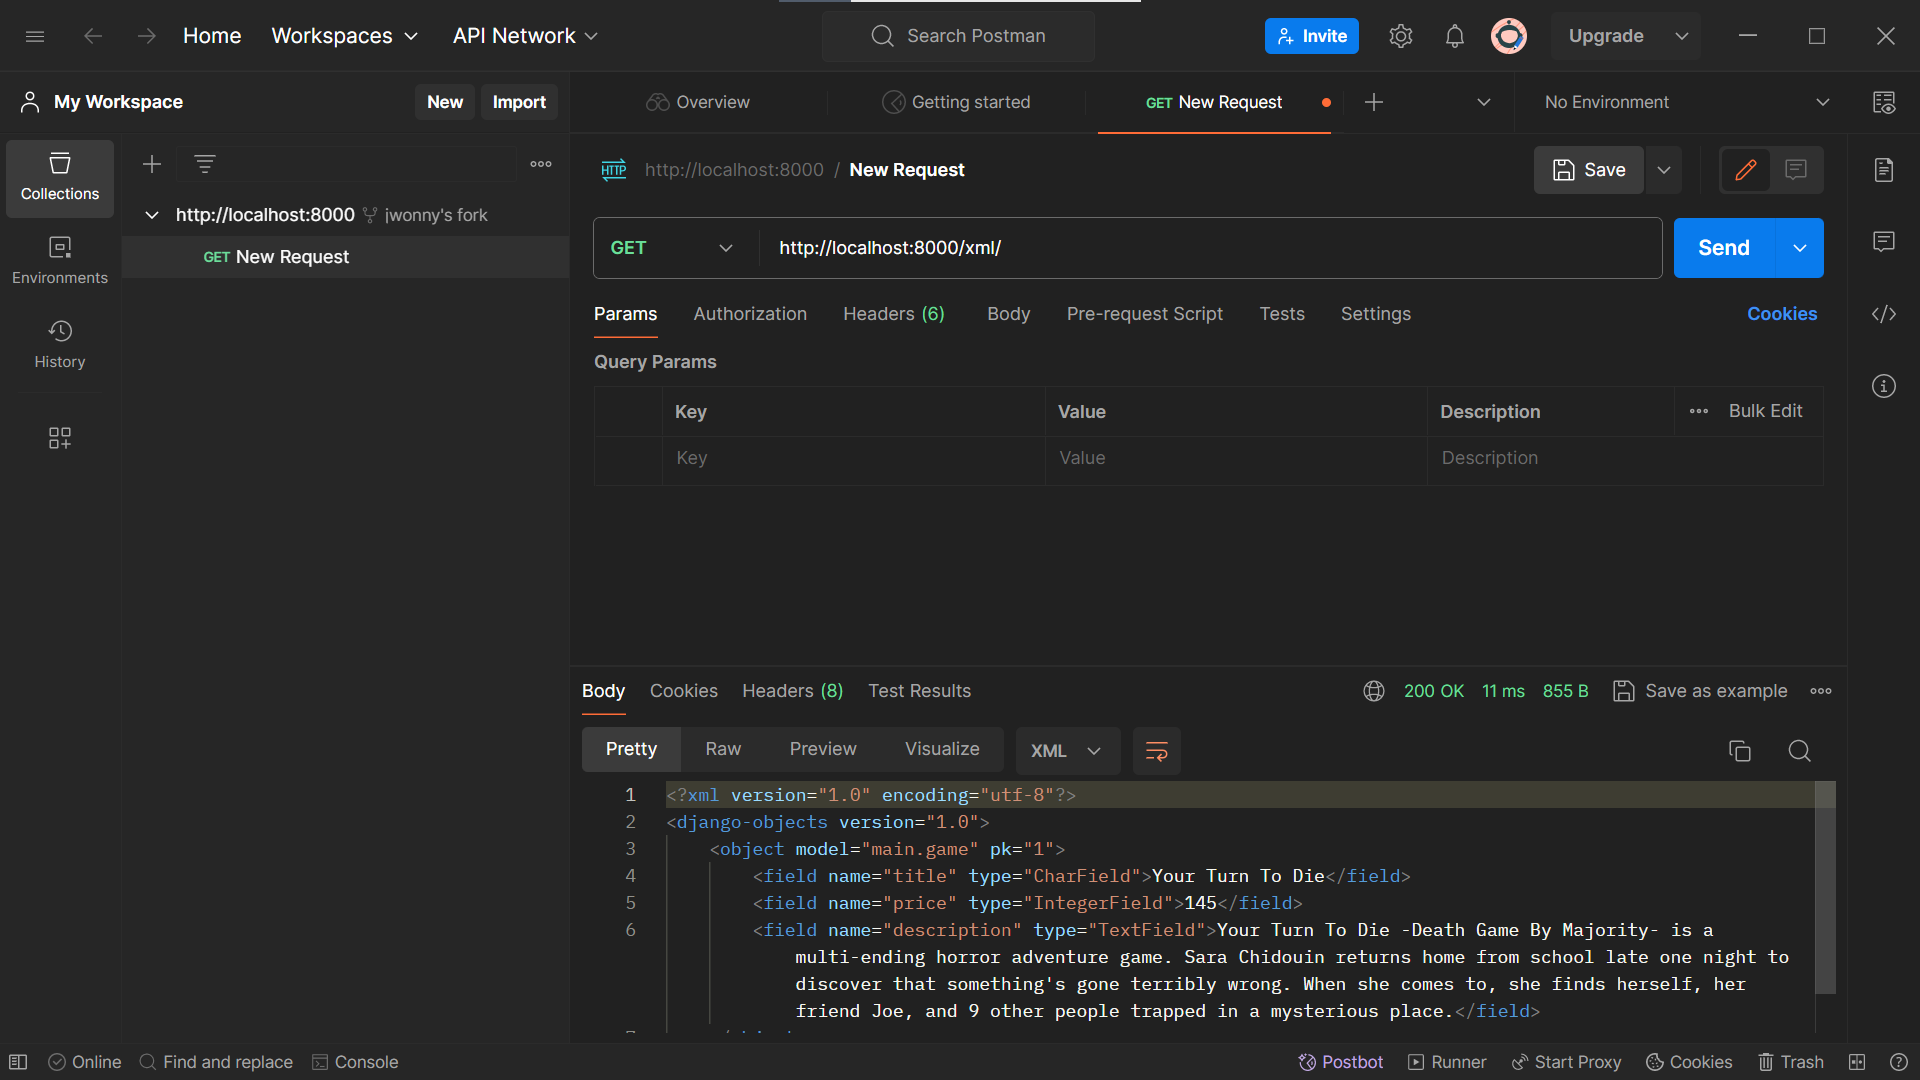 Home Workspaces API Network Search Postman Invite Upgrade
My Workspace New Import Overview Getting started GET New Request No Environment
Collections
Environments
History
http://localhost:8000 jwonny's fork
GET New Request
HTTP http://localhost:8000 / New Request Save
GET http://localhost:8000/xml/ Send
Params Authorization Headers (6) Body Pre-request Script Tests Settings Cookies
Query Params
Key Value Description Bulk Edit
Key Value Description
Body Cookies Headers (8) Test Results 200 OK 11 ms 855 B Save as example
Pretty Raw Preview Visualize XML
1 <?xml version="1.0" encoding="utf-8"?>
2 <django-objects version="1.0">
3 <object model="main.game" pk="1">
4 <field name="title" type="CharField">Your Turn To Die</field>
5 <field name="price" type="IntegerField">145</field>
6 <field name="description" type="TextField">Your Turn To Die -Death Game By Majority- is a
multi-ending horror adventure game. Sara Chidouin returns home from school late one night to
discover that something's gone terribly wrong. When she comes to, she finds herself, her
friend Joe, and 9 other people trapped in a mysterious place.</field>
Online Find and replace Console Postbot Runner Start Proxy Cookies Trash